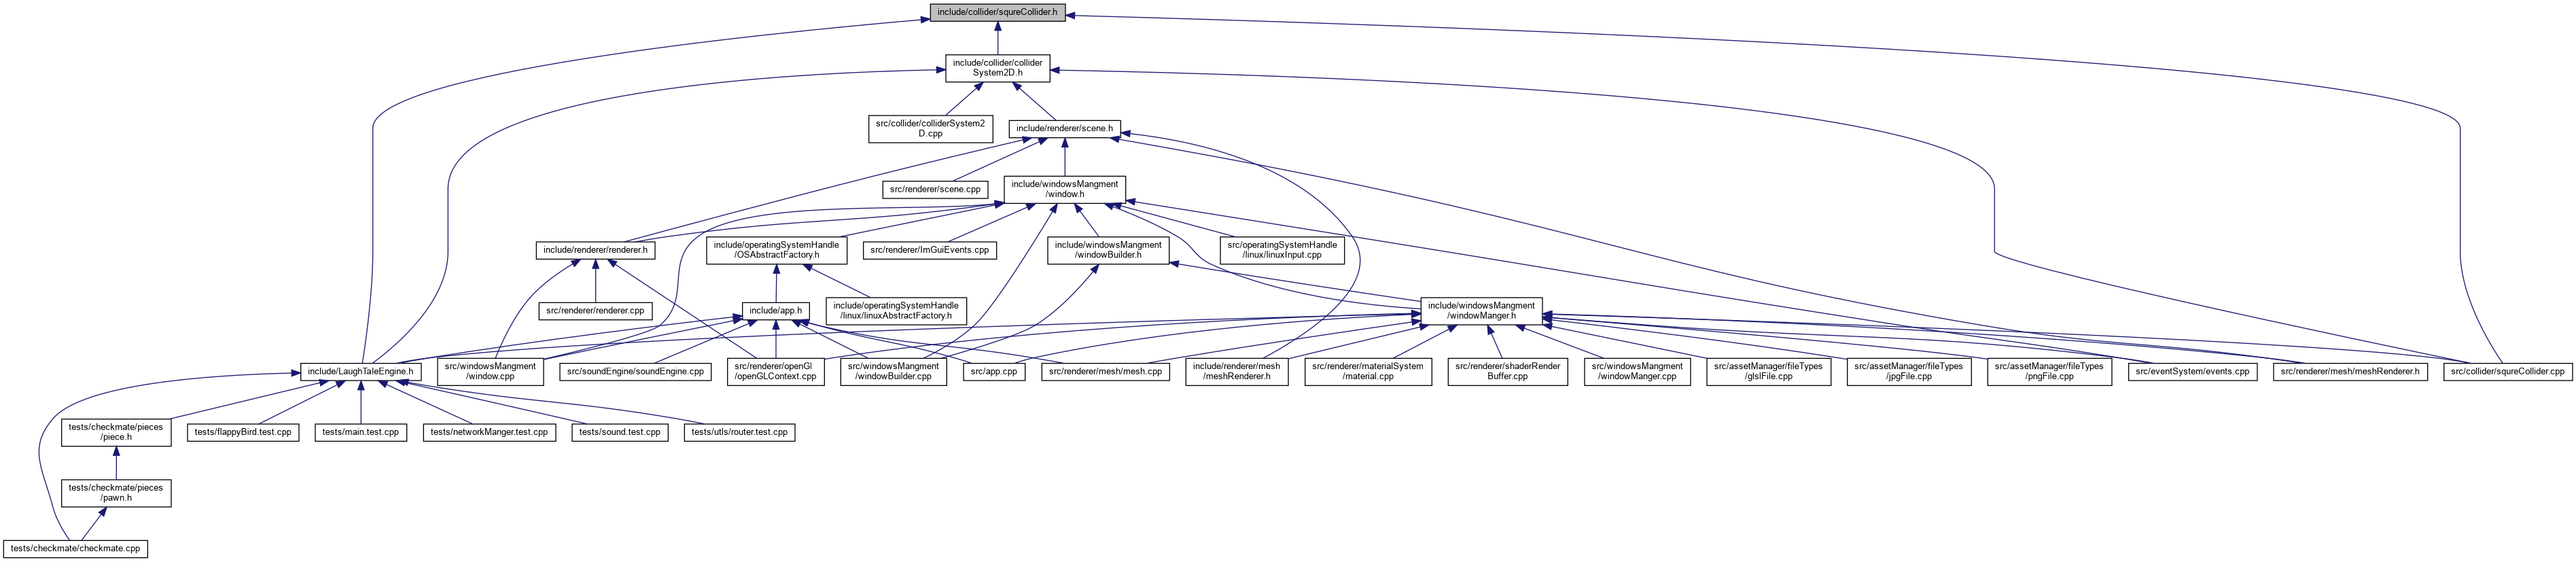 include/collider/squreCollider.h
include/collider/collider
System2D.h
src/collider/colliderSystem2
D.cpp
include/renderer/scene.h
src/renderer/scene.cpp
include/windowsMangment
/window.h
include/renderer/renderer.h
include/operatingSystemHandle
/OSAbstractFactory.h
src/renderer/ImGuiEvents.cpp
include/windowsMangment
/windowBuilder.h
src/operatingSystemHandle
/linux/linuxInput.cpp
src/renderer/renderer.cpp
include/app.h
include/operatingSystemHandle
/linux/linuxAbstractFactory.h
include/windowsMangment
/windowManger.h
include/LaughTaleEngine.h
src/windowsMangment
/window.cpp
src/soundEngine/soundEngine.cpp
src/renderer/openGl
/openGLContext.cpp
src/windowsMangment
/windowBuilder.cpp
src/app.cpp
src/renderer/mesh/mesh.cpp
include/renderer/mesh
/meshRenderer.h
src/renderer/materialSystem
/material.cpp
src/renderer/shaderRender
Buffer.cpp
src/windowsMangment
/windowManger.cpp
src/assetManager/fileTypes
/glslFile.cpp
src/assetManager/fileTypes
/jpgFile.cpp
src/assetManager/fileTypes
/pngFile.cpp
src/eventSystem/events.cpp
src/renderer/mesh/meshRenderer.h
src/collider/squreCollider.cpp
tests/checkmate/pieces
/piece.h
tests/flappyBird.test.cpp
tests/main.test.cpp
tests/networkManger.test.cpp
tests/sound.test.cpp
tests/utls/router.test.cpp
tests/checkmate/pieces
/pawn.h
tests/checkmate/checkmate.cpp